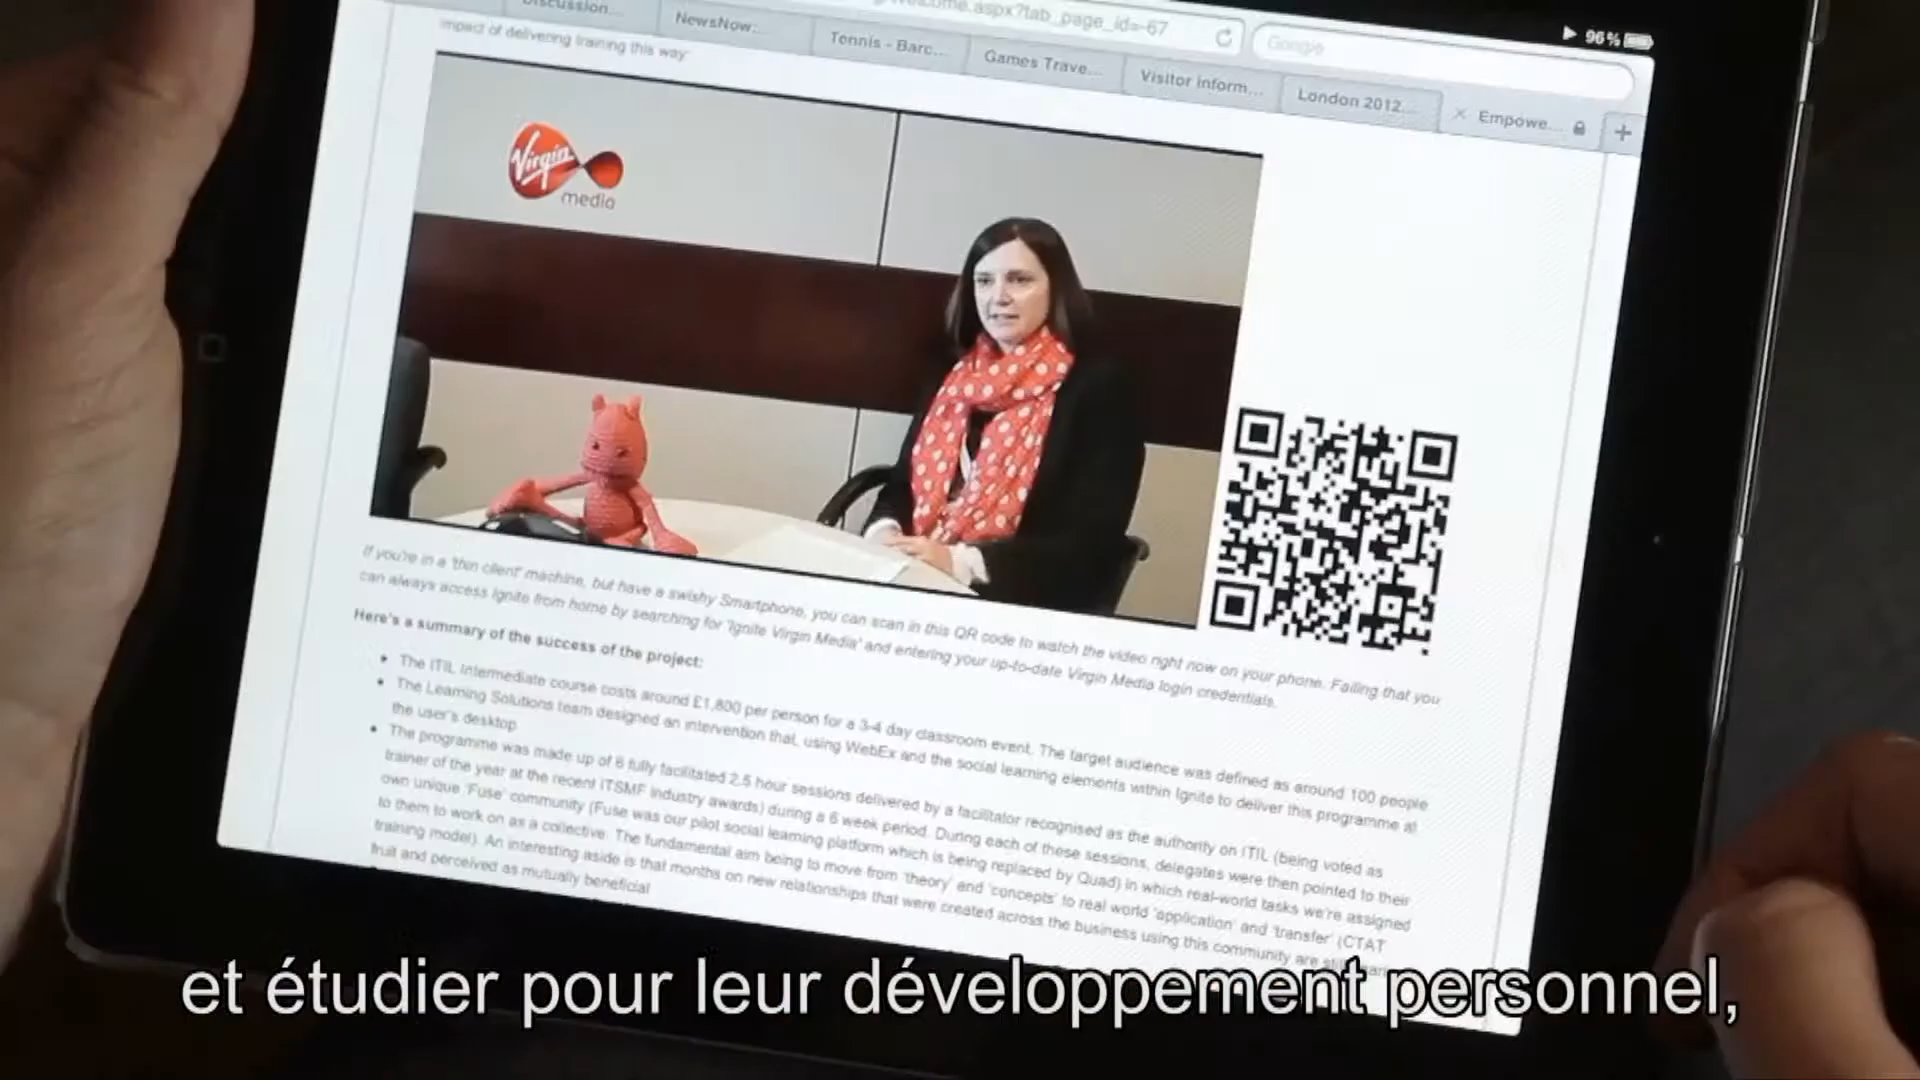 Welcome.aspx?tab_page_id=-67
Google
96%
Discussion...
NewsNow:...
Tennis - Barc...
Games Trave...
Visitor inform...
London 2012...
Empowe...
impact of delivering training this way
Virgin
media
If you're in a 'thin client' machine, but have a swishy Smartphone, you can scan in this QR code to watch the video right now on your phone. Failing that you
can always access Ignite from home by searching for 'Ignite Virgin Media' and entering your up-to-date Virgin Media login credentials.
Here's a summary of the success of the project:
The ITIL Intermediate course costs around £1,800 per person for a 3-4 day classroom event. The target audience was defined as around 100 people
The Learning Solutions team designed an intervention that, using WebEx and the social learning elements within Ignite to deliver this programme at
the user's desktop
The programme was made up of 6 fully facilitated 2.5 hour sessions delivered by a facilitator recognised as the authority on ITIL (being voted as
trainer of the year at the recent ITSMF industry awards) during a 6 week period. During each of these sessions, delegates were then pointed to their
own unique 'Fuse' community (Fuse was our pilot social learning platform which is being replaced by Quad) in which real-world tasks we're assigned
to them to work on as a collective. The fundamental aim being to move from 'theory' and 'concepts' to real world 'application' and 'transfer' (CTAT
training model). An interesting aside is that months on new relationships that were created across the business using this community are still
fruit and perceived as mutually beneficial
et étudier pour leur développement personnel,